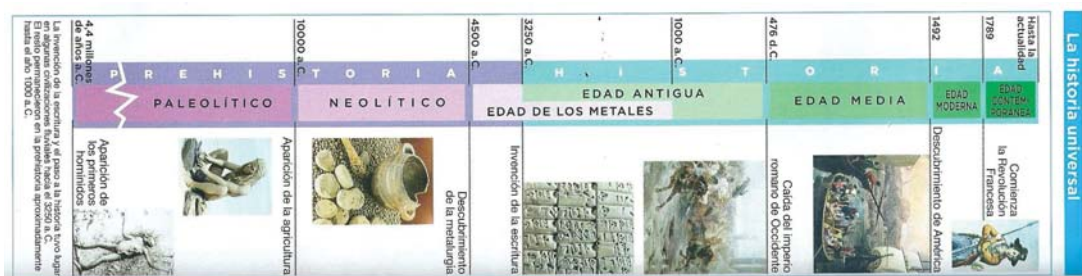 La historia universal
4,4 millones
de años a. C.
10000 a. C.
4500 a. C.
3250 a. C.
1000 a. C.
476 d. C.
1492
1789
Hasta la
actualidad
PREHISTORIA
HISTORIA
PALEOLÍTICO
NEOLÍTICO
EDAD DE LOS METALES
EDAD ANTIGUA
EDAD MEDIA
EDAD
MODERNA
EDAD
CONTEM-
PORÁNEA
Aparición de
los primeros
homínidos
Aparición de la agricultura
Descubrimiento
de la metalurgia
Invención de la escritura
Caída del imperio
romano de Occidente
Descubrimiento de América
Comienza
la Revolución
Francesa
La invención de la escritura y el paso a la historia tuvo lugar
en algunas civilizaciones fluviales hacia el 3250 a. C.
El resto permanecieron en la prehistoria aproximadamente
hasta el año 1000 a. C.